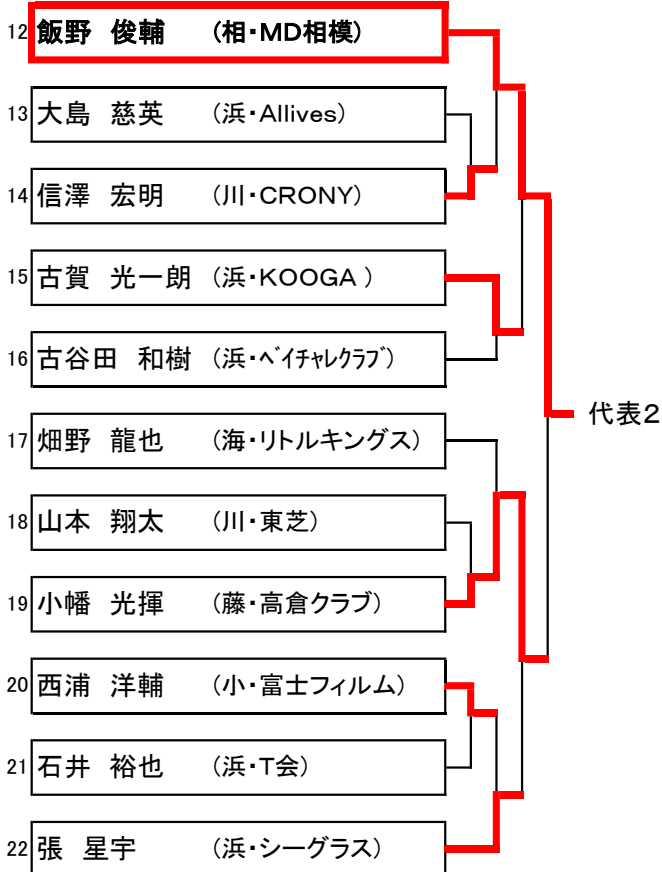 12 飯野 俊輔 (相・MD相模)
13 大島 慈英 (浜・Allives)
14 信澤 宏明 (川・CRONY)
15 古賀 光一朗 (浜・KOOGA )
16 古谷田 和樹 (浜・ﾍﾞｲﾁｬﾚｸﾗﾌﾞ)
代表2
17 畑野 龍也 (海・リトルキングス)
18 山本 翔太 (川・東芝)
19 小幡 光揮 (藤・高倉クラブ)
20 西浦 洋輔 (小・富士フィルム)
21 石井 裕也 (浜・T会)
22 張 星宇 (浜・シーグラス)